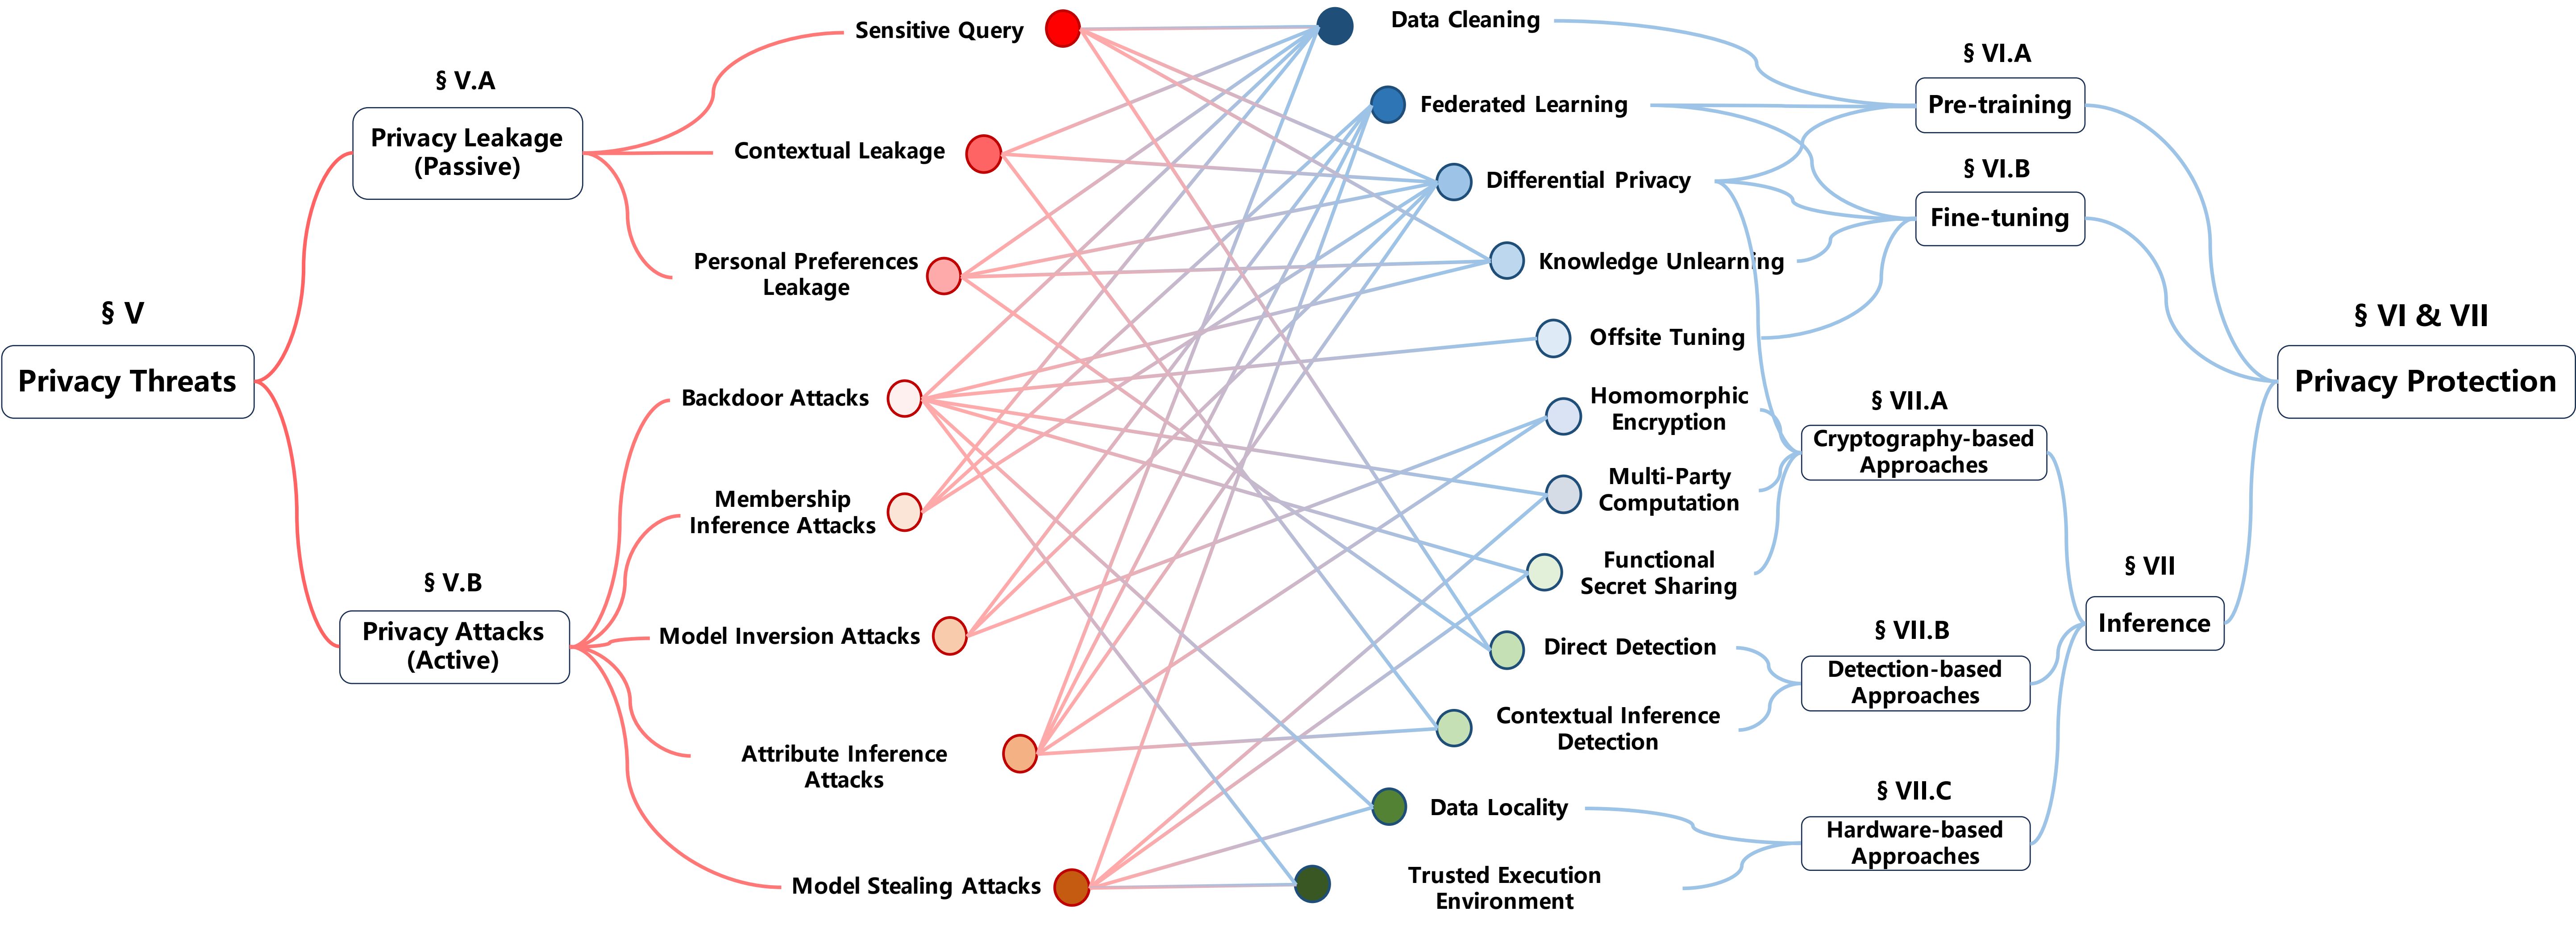 § V
Privacy Threats
§ V.A
Privacy Leakage
(Passive)
§ V.B
Privacy Attacks
(Active)
Sensitive Query
Contextual Leakage
Personal Preferences
Leakage
Backdoor Attacks
Membership
Inference Attacks
Model Inversion Attacks
Attribute Inference
Attacks
Model Stealing Attacks
Data Cleaning
Federated Learning
Differential Privacy
Knowledge Unlearning
Offsite Tuning
Homomorphic
Encryption
Multi-Party
Computation
Functional
Secret Sharing
Direct Detection
Contextual Inference
Detection
Data Locality
Trusted Execution
Environment
§ VI.A
Pre-training
§ VI.B
Fine-tuning
§ VII.A
Cryptography-based
Approaches
§ VII.B
Detection-based
Approaches
§ VII.C
Hardware-based
Approaches
§ VII
Inference
§ VI & VII
Privacy Protection